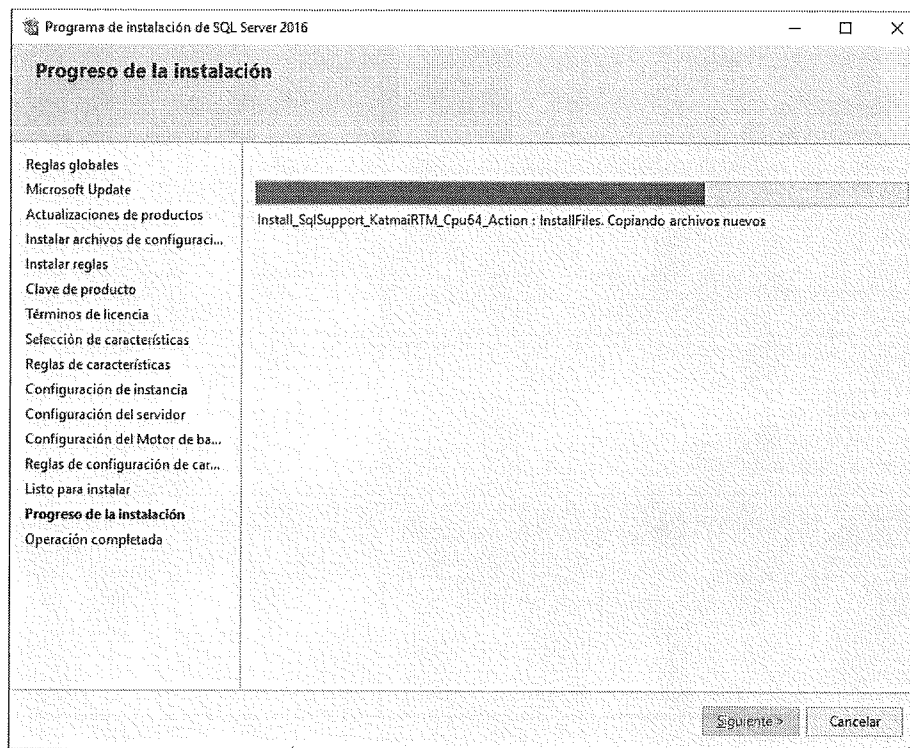 Programa de instalación de SQL Server 2016
Progreso de la instalación
Reglas globales
Microsoft Update
Actualizaciones de productos
Instalar archivos de configuraci...
Instalar reglas
Clave de producto
Términos de licencia
Selección de características
Reglas de características
Configuración de instancia
Configuración del servidor
Configuración del Motor de ba...
Reglas de configuración de car...
Listo para instalar
Progreso de la instalación
Operación completada
Install_SqlSupport_KatmaiRTM_Cpu64_Action : InstallFiles. Copiando archivos nuevos
Siguiente >
Cancelar